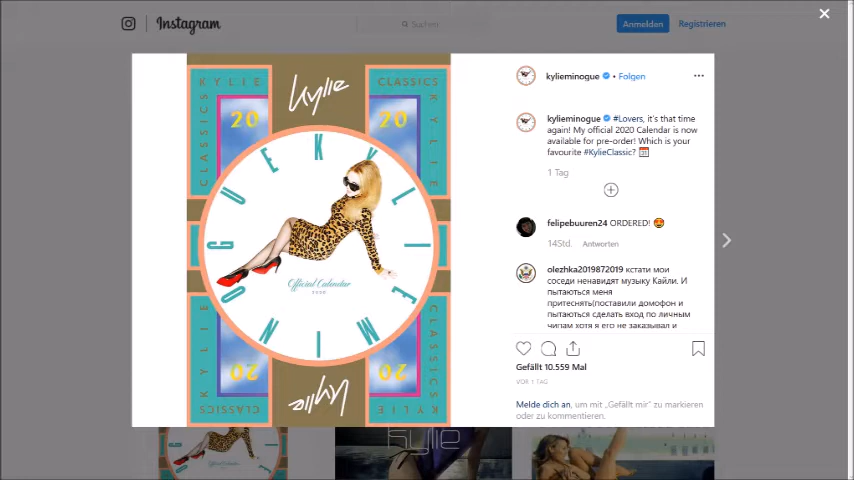 Instagram
Suchen
Anmelden
Registrieren
KYLIE
CLASSICS
kylie
CLASSICS
KYLIE
20
20
KYLIE MINOGUE
Official Calendar
2020
KYLIE
CLASSICS
20
20
kylie
CLASSICS
KYLIE
kylieminogue • Folgen
kylieminogue #Lovers, it's that time
again! My official 2020 Calendar is now
available for pre-order! Which is your
favourite #KylieClassic? 📅
1 Tag
felipebuuren24 ORDERED! 😍
14Std. Antworten
olezhka2019872019 кстати мои
соседи ненавидят музыку Кайли. И
пытаються меня
притеснять(поставили домофон и
пытаються сделать вход по личным
чипам хотя я его не заказывал и
Gefällt 10.559 Mal
VOR 1 TAG
Melde dich an, um mit „Gefällt mir“ zu markieren
oder zu kommentieren.
kylie